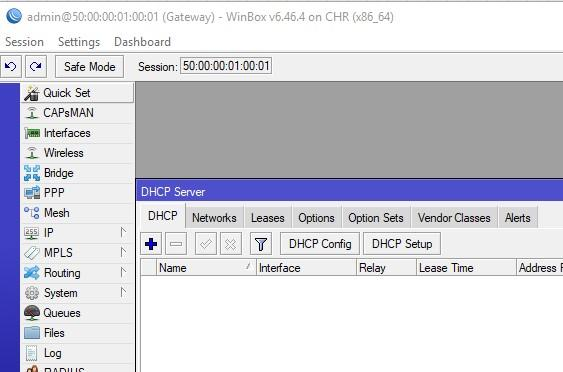 admin@50:00:00:01:00:01 (Gateway) - WinBox v6.46.4 on CHR (x86_64)
Session Settings Dashboard
Safe Mode Session: 50:00:00:01:00:01
Quick Set
CAPsMAN
Interfaces
Wireless
Bridge
PPP
Mesh
255 IP
MPLS
Routing
System
Queues
Files
Log
RADIUS
DHCP Server
DHCP Networks Leases Options Option Sets Vendor Classes Alerts
DHCP Config DHCP Setup
Name Interface Relay Lease Time Address P